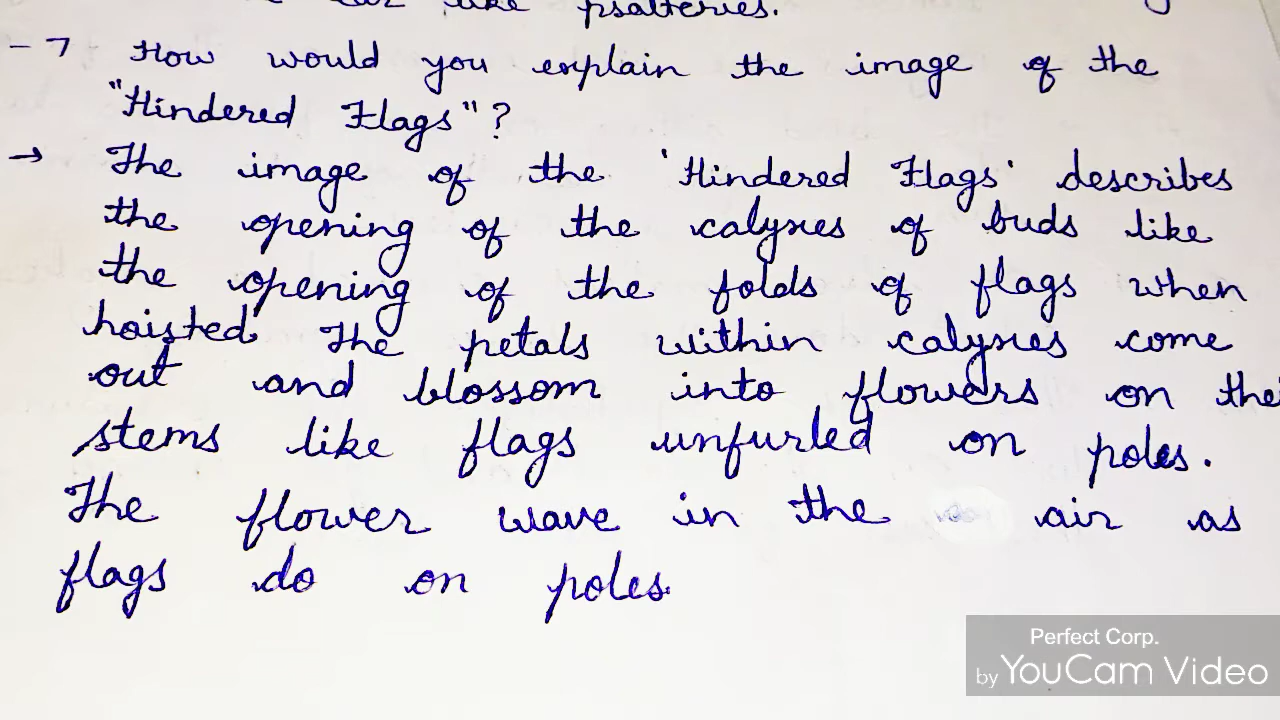 like psalteries.
- 7 How would you explain the image of the
"Hindered Flags"?
→ The image of the 'Hindered Flags' describes
the opening of the calyxes of buds like
the opening of the folds of flags when
hoisted. The petals within calyxes come
out and blossom into flowers on the
stems like flags unfurled on poles.
The flower wave in the air as
flags do on poles.
Perfect Corp.
by YouCam Video